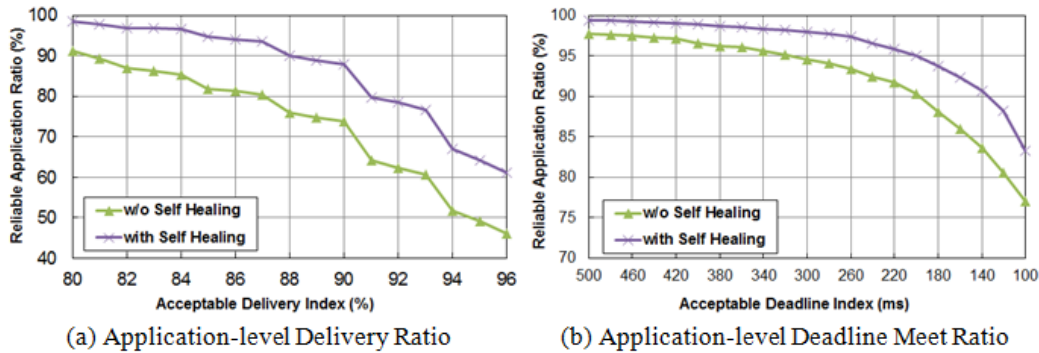 100
90
80
70
60
50
40
Reliable Application Ratio (%)
w/o Self Healing
with Self Healing
80 82 84 86 88 90 92 94 96
Acceptable Delivery Index (%)
(a) Application-level Delivery Ratio
100
95
90
85
80
75
70
Reliable Application Ratio (%)
w/o Self Healing
with Self Healing
500 460 420 380 340 300 260 220 180 140 100
Acceptable Deadline Index (ms)
(b) Application-level Deadline Meet Ratio